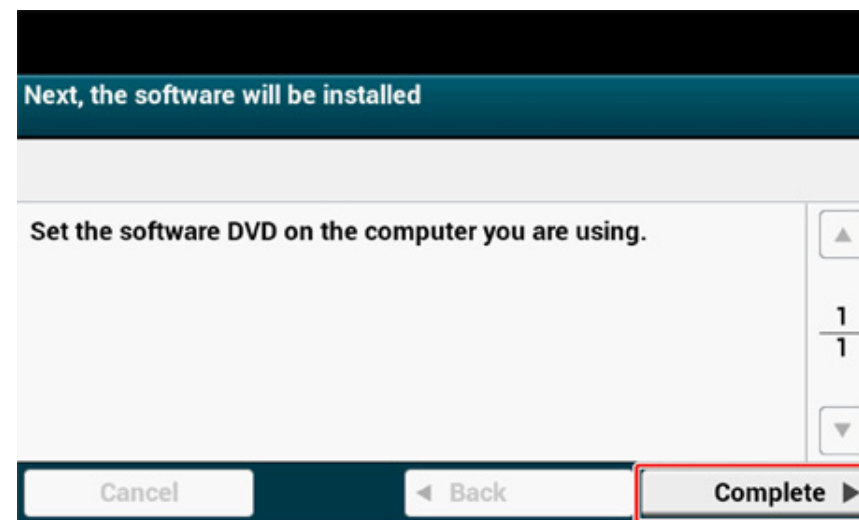 Next, the software will be installed
Set the software DVD on the computer you are using.
1
1
Cancel
Back
Complete